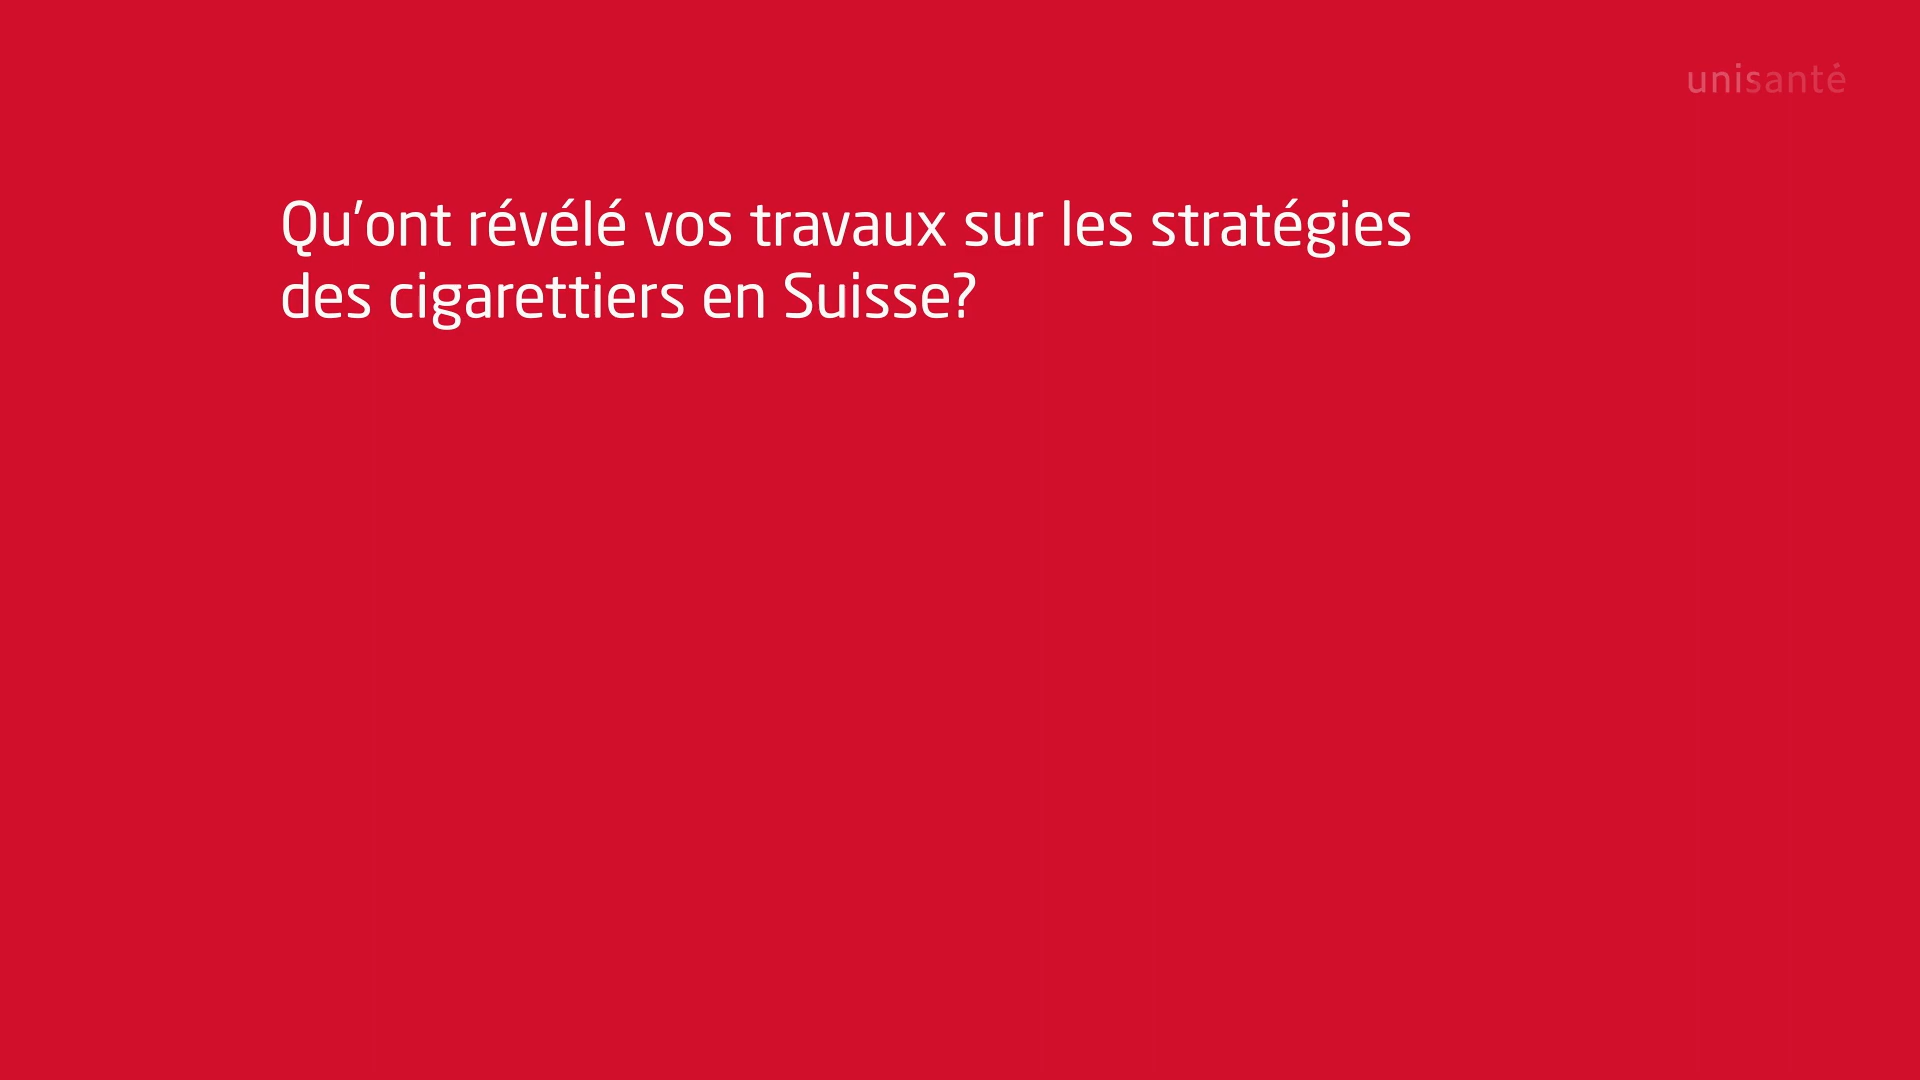 unisanté
Qu’ont révélé vos travaux sur les stratégies
des cigarettiers en Suisse?